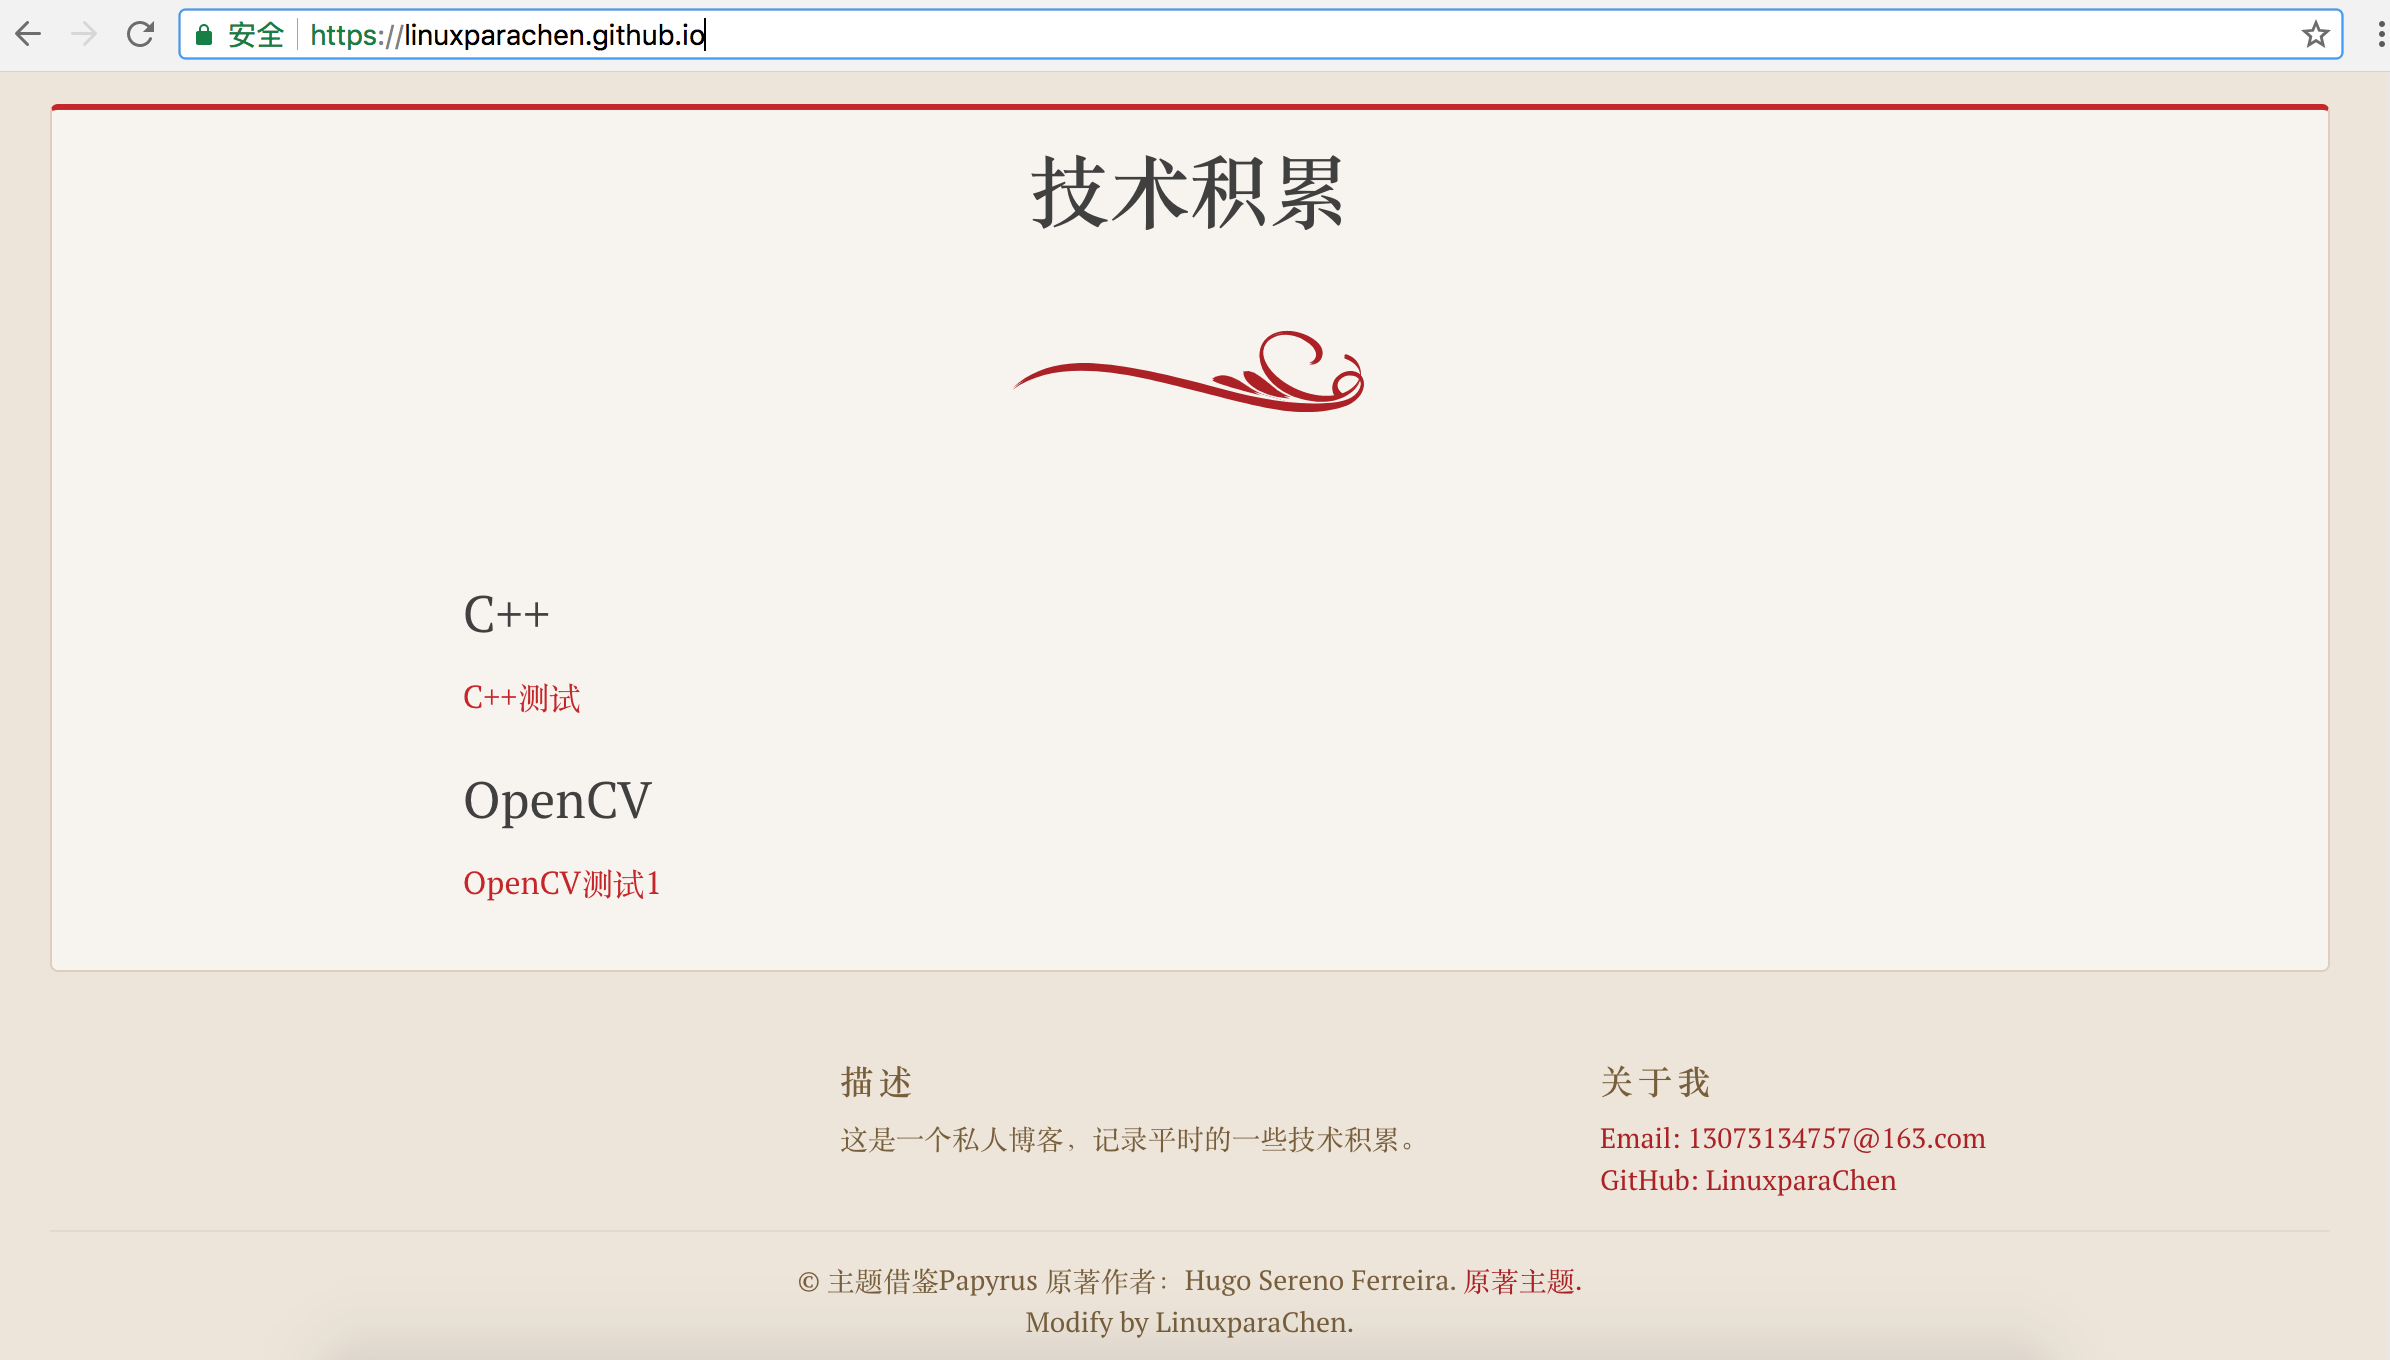 安全 https://linuxparachen.github.io
技术积累
C++
C++测试
OpenCV
OpenCV测试1
描述
这是一个私人博客，记录平时的一些技术积累。
关于我
Email: 13073134757@163.com
GitHub: LinuxparaChen
© 主题借鉴Papyrus 原著作者：Hugo Sereno Ferreira. 原著主题.
Modify by LinuxparaChen.